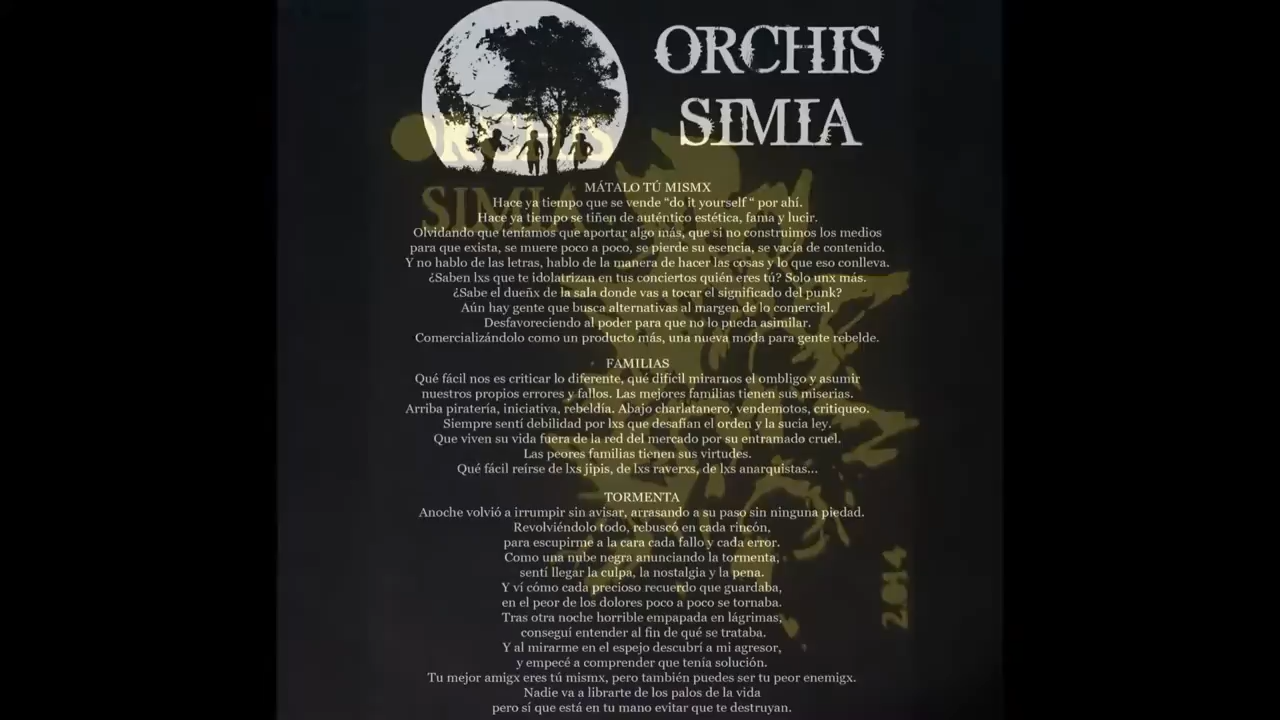 ORCHIS
SIMIA
ORCHIS
SIMIA
MÁTALO TÚ MISMX
Hace ya tiempo que se vende “do it yourself “ por ahí.
Hace ya tiempo se tiñen de auténtico estética, fama y lucir.
Olvidando que teníamos que aportar algo más, que si no construimos los medios
para que exista, se muere poco a poco, se pierde su esencia, se vacía de contenido.
Y no hablo de las letras, hablo de la manera de hacer las cosas y lo que eso conlleva.
¿Saben lxs que te idolatrizan en tus conciertos quién eres tú? Solo unx más.
¿Sabe el dueñx de la sala donde vas a tocar el significado del punk?
Aún hay gente que busca alternativas al margen de lo comercial.
Desfavoreciendo al poder para que no lo pueda asimilar.
Comercializándolo como un producto más, una nueva moda para gente rebelde.
FAMILIAS
Qué fácil nos es criticar lo diferente, qué difícil mirarnos el ombligo y asumir
nuestros propios errores y fallos. Las mejores familias tienen sus miserias.
Arriba piratería, iniciativa, rebeldía. Abajo charlatanero, vendemotos, critiqueo.
Siempre sentí debilidad por lxs que desafían el orden y la sucia ley.
Que viven su vida fuera de la red del mercado por su entramado cruel.
Las peores familias tienen sus virtudes.
Qué fácil reírse de lxs jipis, de lxs raverxs, de lxs anarquistas...
TORMENTA
Anoche volvió a irrumpir sin avisar, arrasando a su paso sin ninguna piedad.
Revolviéndolo todo, rebuscó en cada rincón,
para escupirme a la cara cada fallo y cada error.
Como una nube negra anunciando la tormenta,
sentí llegar la culpa, la nostalgia y la pena.
Y ví cómo cada precioso recuerdo que guardaba,
en el peor de los dolores poco a poco se tornaba.
Tras otra noche horrible empapada en lágrimas,
conseguí entender al fin de qué se trataba.
Y al mirarme en el espejo descubrí a mi agresor,
y empecé a comprender que tenía solución.
Tu mejor amigx eres tú mismx, pero también puedes ser tu peor enemigx.
Nadie va a librarte de los palos de la vida
pero sí que está en tu mano evitar que te destruyan.
2.014